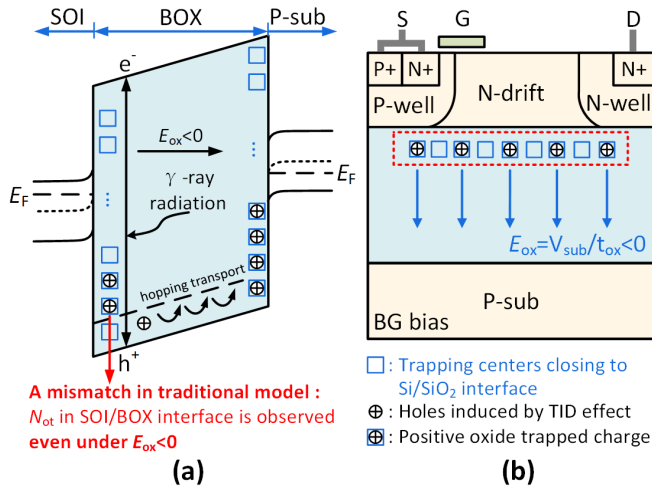 SOI BOX P-sub
e-
E_ox<0
E_F
E_F
γ -ray
radiation
hopping transport
h+
A mismatch in traditional model :
N_ot in SOI/BOX interface is observed
even under E_ox<0
(a)
S G D
P+ N+ N+
P-well N-drift N-well
E_ox=V_sub/t_ox<0
P-sub
BG bias
: Trapping centers closing to
Si/SiO2 interface
: Holes induced by TID effect
: Positive oxide trapped charge
(b)